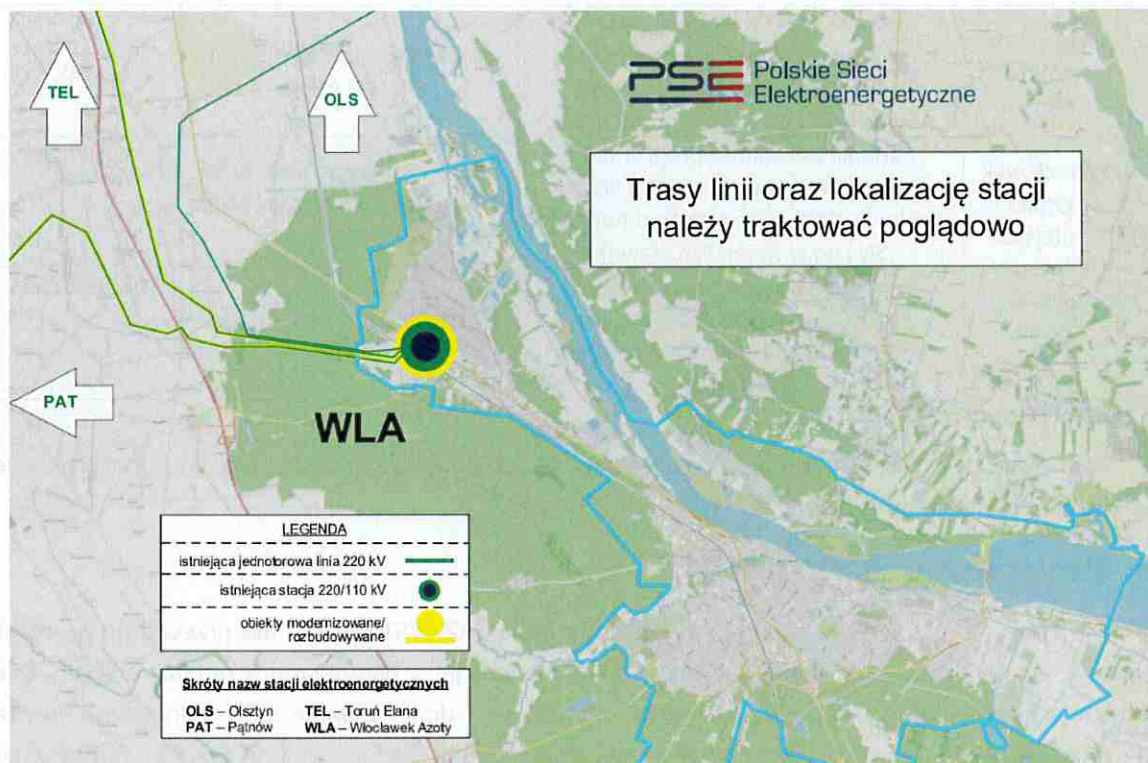 TEL
OLS
PSE Polskie Sieci
Elektroenergetyczne
Trasy linii oraz lokalizację stacji
należy traktować poglądowo
PAT
WLA
LEGENDA
istniejąca jednotorowa linia 220 kV
istniejąca stacja 220/110 kV
obiekty modernizowane/
rozbudowywane
Skróty nazw stacji elektroenergetycznych
OLS – Olsztyn TEL – Toruń Elana
PAT – Pątnów WLA – Włocławek Azoty